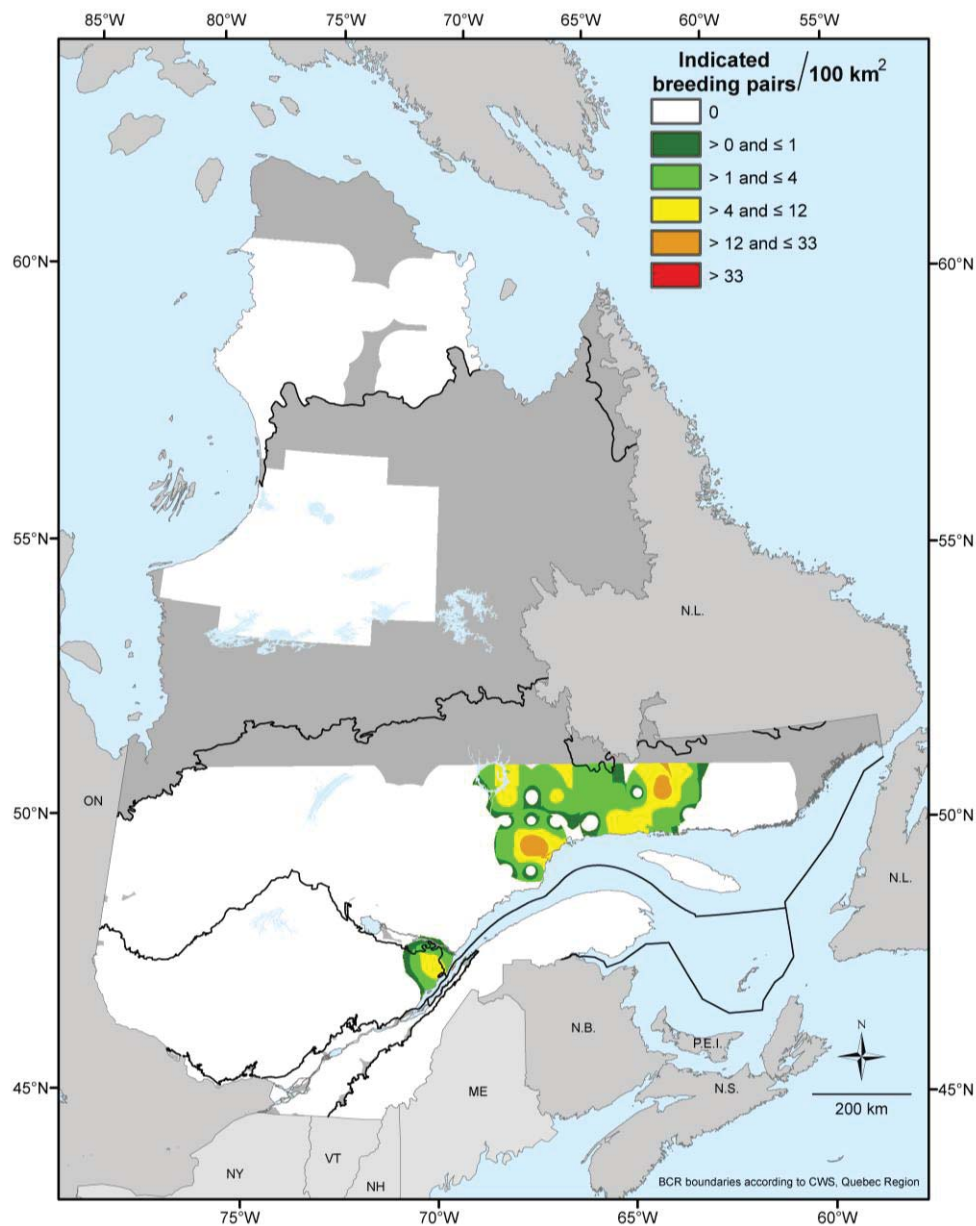 85°W 80°W 75°W 70°W 65°W 60°W 55°W
Indicated
breeding pairs/100 km²
0
> 0 and ≤ 1
> 1 and ≤ 4
> 4 and ≤ 12
> 12 and ≤ 33
> 33
60°N 60°N
55°N 55°N
N.L.
ON
50°N 50°N
N.L.
N.B.
P.E.I.
N
N.S.
45°N 45°N
ME
200 km
NY
VT
NH
BCR boundaries according to CWS, Quebec Region
75°W 70°W 65°W 60°W